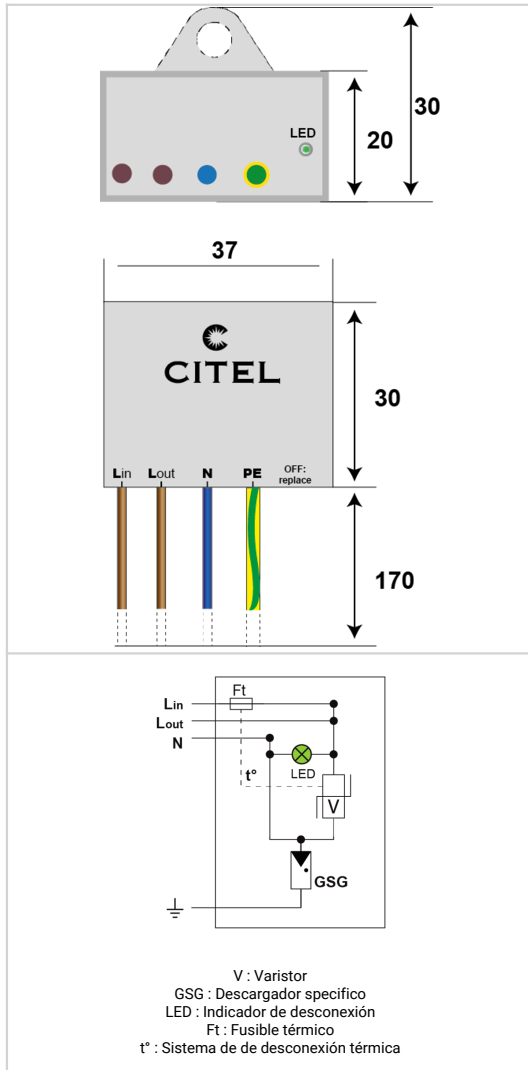 LED
20
30
37
CITEL
30
Lin Lout N PE OFF: replace
170
Ft
Lin
Lout
N
LED
t°
V
GSG
V : Varistor
GSG : Descargador specifico
LED : Indicador de desconexión
Ft : Fusible térmico
t° : Sistema de de desconexión térmica